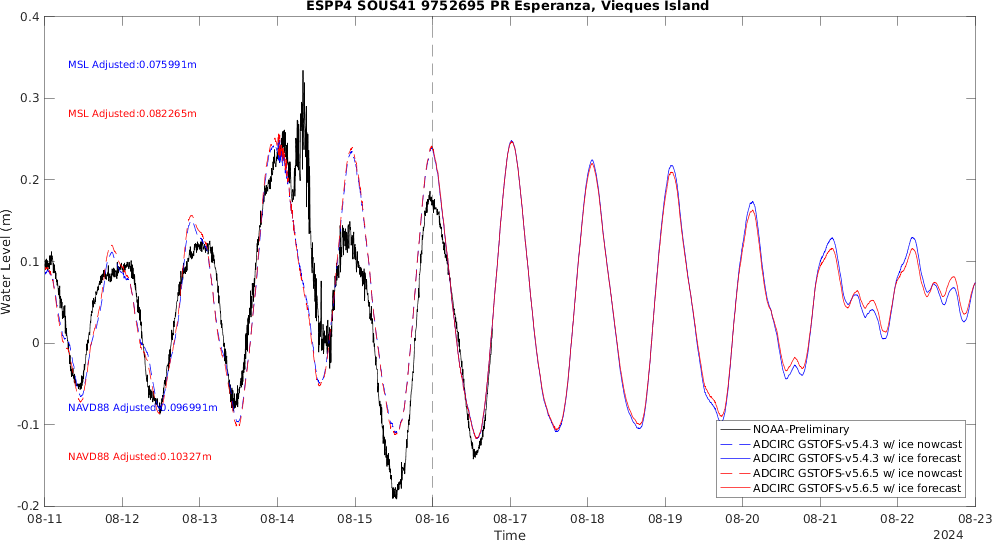 ESPP4 SOUS41 9752695 PR Esperanza, Vieques Island
0.4
0.3
0.2
0.1
0
-0.1
-0.2
Water Level (m)
MSL Adjusted:0.075991m
MSL Adjusted:0.082265m
NAVD88 Adjusted:0.096991m
NAVD88 Adjusted:0.10327m
NOAA-Preliminary
ADCIRC GSTOFS-v5.4.3 w/ ice nowcast
ADCIRC GSTOFS-v5.4.3 w/ ice forecast
ADCIRC GSTOFS-v5.6.5 w/ ice nowcast
ADCIRC GSTOFS-v5.6.5 w/ ice forecast
08-11 08-12 08-13 08-14 08-15 08-16 08-17 08-18 08-19 08-20 08-21 08-22 08-23
Time
2024